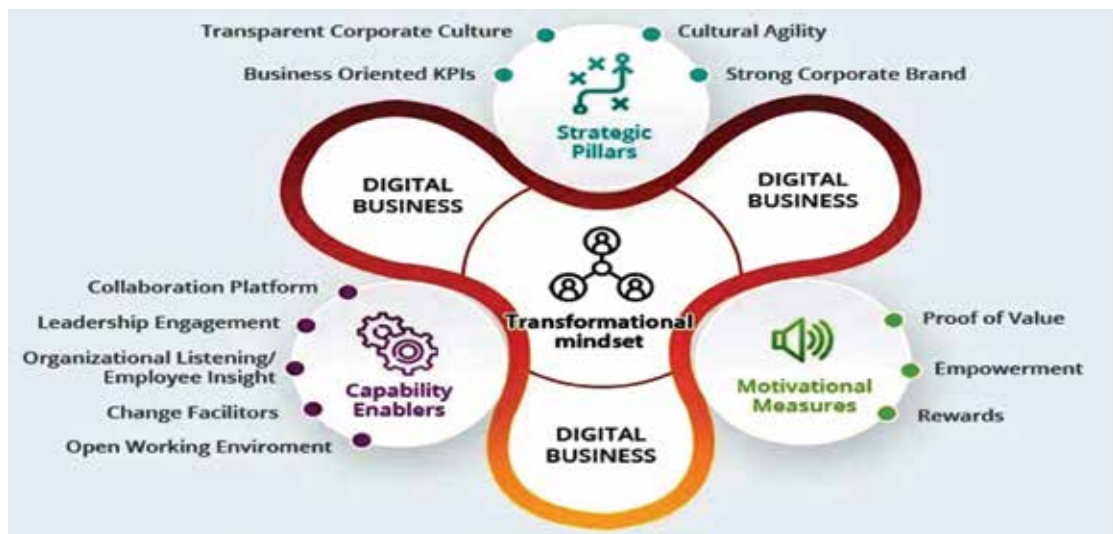 Transparent Corporate Culture
Cultural Agility
Business Oriented KPIs
Strong Corporate Brand
Strategic
Pillars
DIGITAL
BUSINESS
DIGITAL
BUSINESS
Transformational
mindset
Collaboration Platform
Leadership Engagement
Organizational Listening/
Employee Insight
Change Facilitors
Open Working Enviroment
Capability
Enablers
Motivational
Measures
Proof of Value
Empowerment
Rewards
DIGITAL
BUSINESS